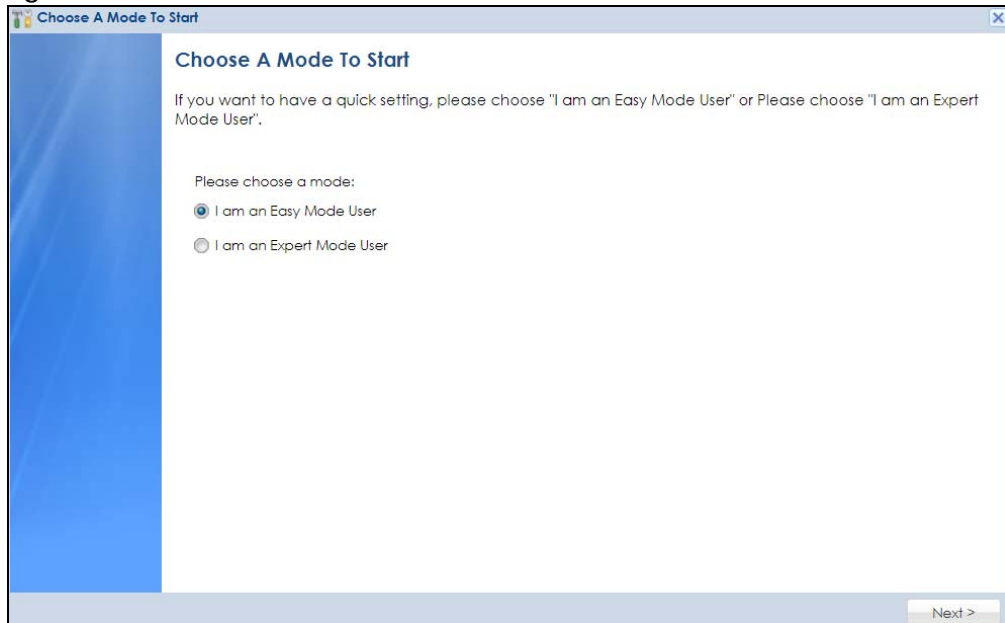 Choose A Mode To Start
Choose A Mode To Start
If you want to have a quick setting, please choose "I am an Easy Mode User" or Please choose "I am an Expert
Mode User".
Please choose a mode:
I am an Easy Mode User
I am an Expert Mode User
Next >